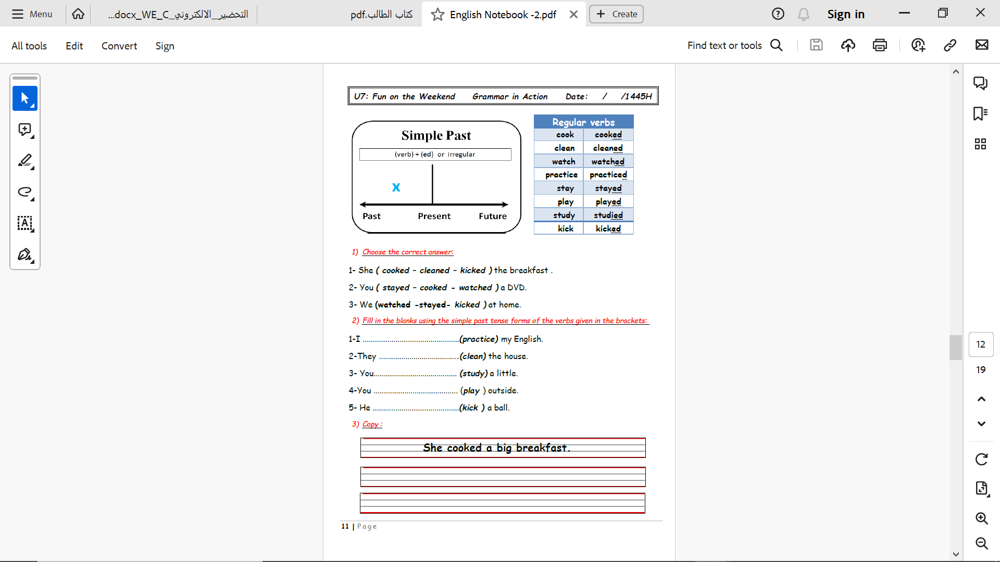 Menu
...docx_WE_C_التحضير_الالكتروني
كتاب الطالب.pdf
English Notebook -2.pdf
Create
Sign in
All tools
Edit
Convert
Sign
Find text or tools
U7: Fun on the Weekend Grammar in Action Date: / /1445H
Simple Past
(verb) + (ed) or irregular
X
Past Present Future
Regular verbs
cook cooked
clean cleaned
watch watched
practice practiced
stay stayed
play played
study studied
kick kicked
1) Choose the correct answer:
1- She ( cooked – cleaned – kicked ) the breakfast .
2- You ( stayed – cooked - watched ) a DVD.
3- We (watched -stayed- kicked ) at home.
2) Fill in the blanks using the simple past tense forms of the verbs given in the brackets:
1-I ..............................................(practice) my English.
2-They .......................................(clean) the house.
3- You........................................ (study) a little.
4-You ......................................... (play ) outside.
5- He ..........................................(kick ) a ball.
3) Copy :
She cooked a big breakfast.
11 | Page
12
19